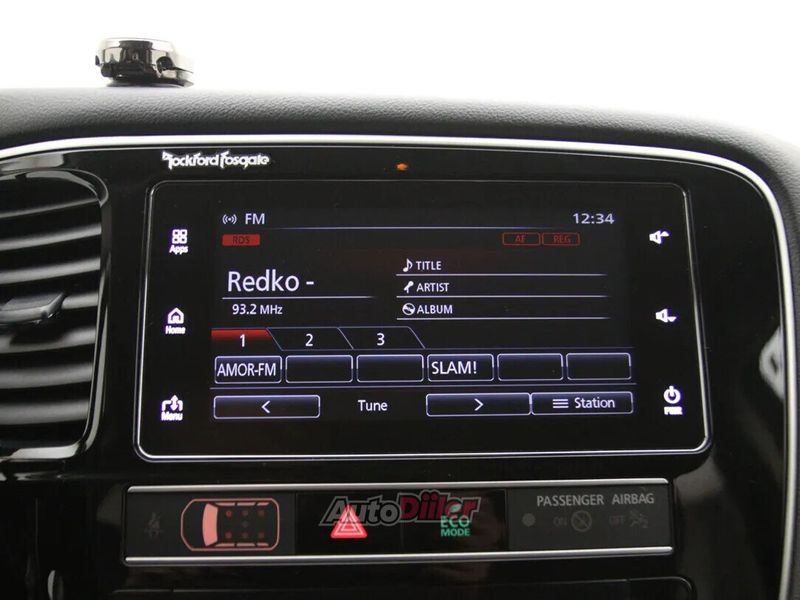 Rockford Fosgate
FM 12:34
RDS AF REG
Apps
Redko - TITLE
ARTIST
93.2 MHz ALBUM
Home
1 2 3
AMOR-FM SLAM!
< Tune > Station
Menu PWR
PASSENGER AIRBAG
AutoDiiler
ON OFF
ECO
MODE